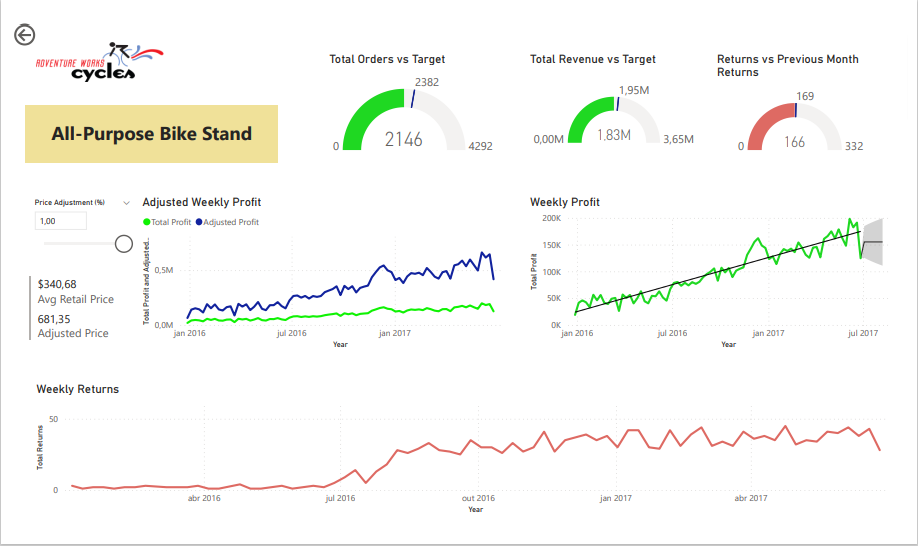 ADVENTURE WORKS
cycles
All-Purpose Bike Stand
Total Orders vs Target
2382
2146
0
4292
Total Revenue vs Target
1,95M
1,83M
0,00M
3,65M
Returns vs Previous Month
Returns
169
166
0
332
Price Adjustment (%)
1,00
$340,68
Avg Retail Price
681,35
Adjusted Price
Adjusted Weekly Profit
Total Profit
Adjusted Profit
Total Profit and Adjusted...
0,5M
0,0M
jan 2016
jul 2016
jan 2017
Year
Weekly Profit
Total Profit
200K
150K
100K
50K
0K
jan 2016
jul 2016
jan 2017
jul 2017
Year
Weekly Returns
Total Returns
50
0
abr 2016
jul 2016
out 2016
jan 2017
abr 2017
Year